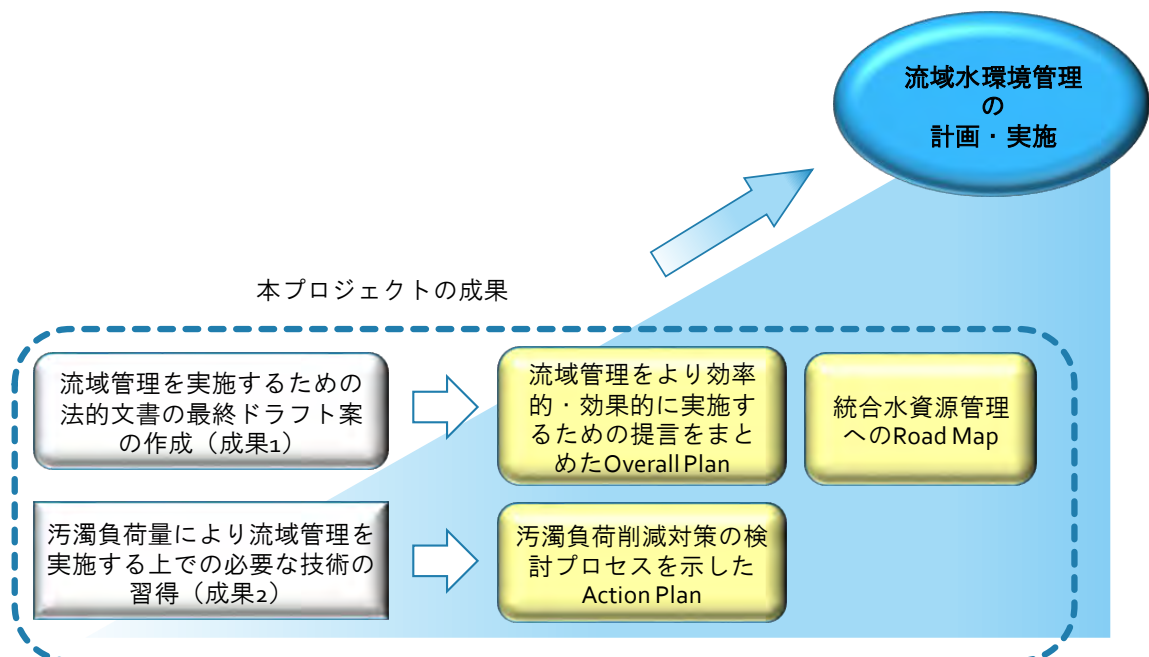 流域水環境管理
の
計画・実施
本プロジェクトの成果
流域管理を実施するための
法的文書の最終ドラフト案
の作成（成果1）
流域管理をより効率
的・効果的に実施す
るための提言をまと
めたOverall Plan
統合水資源管理
へのRoad Map
汚濁負荷量により流域管理を
実施する上での必要な技術の
習得（成果2）
汚濁負荷削減対策の検
討プロセスを示した
Action Plan